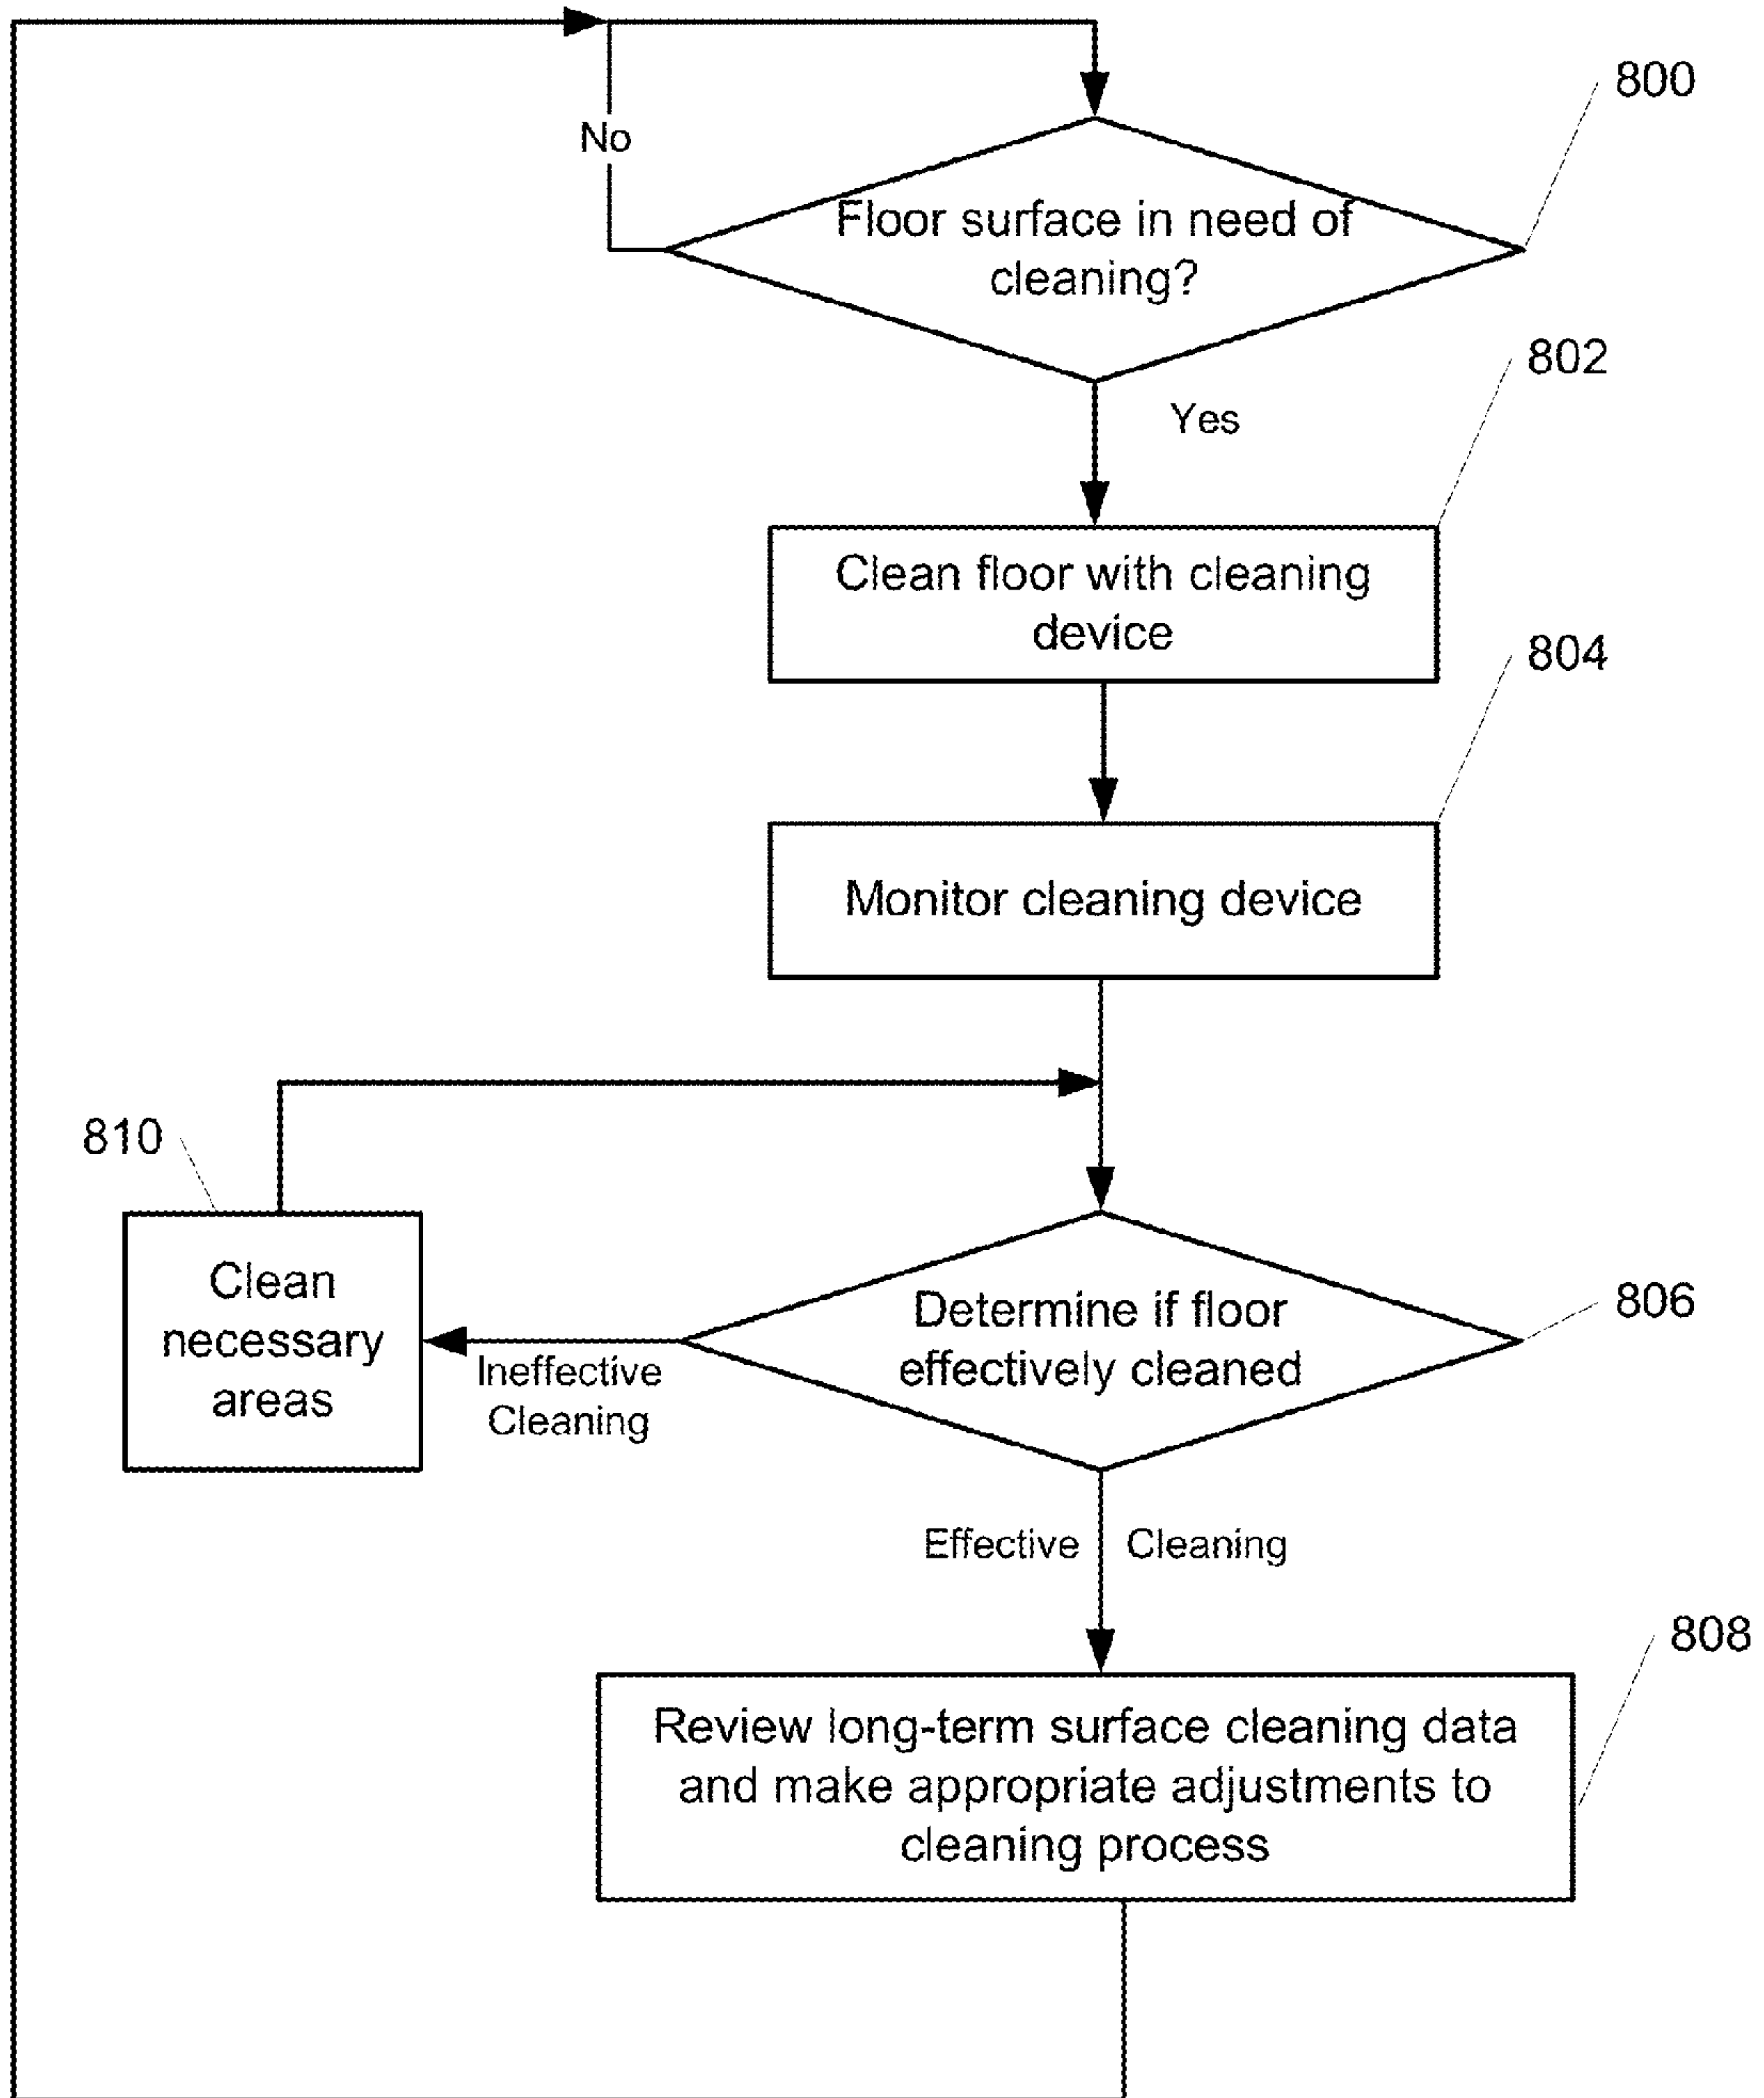 800
No
Floor surface in need of
cleaning?
802
Yes
Clean floor with cleaning
device
804
Monitor cleaning device
810
Clean
necessary
areas
Ineffective
Cleaning
Determine if floor
effectively cleaned
806
Effective Cleaning
808
Review long-term surface cleaning data
and make appropriate adjustments to
cleaning process